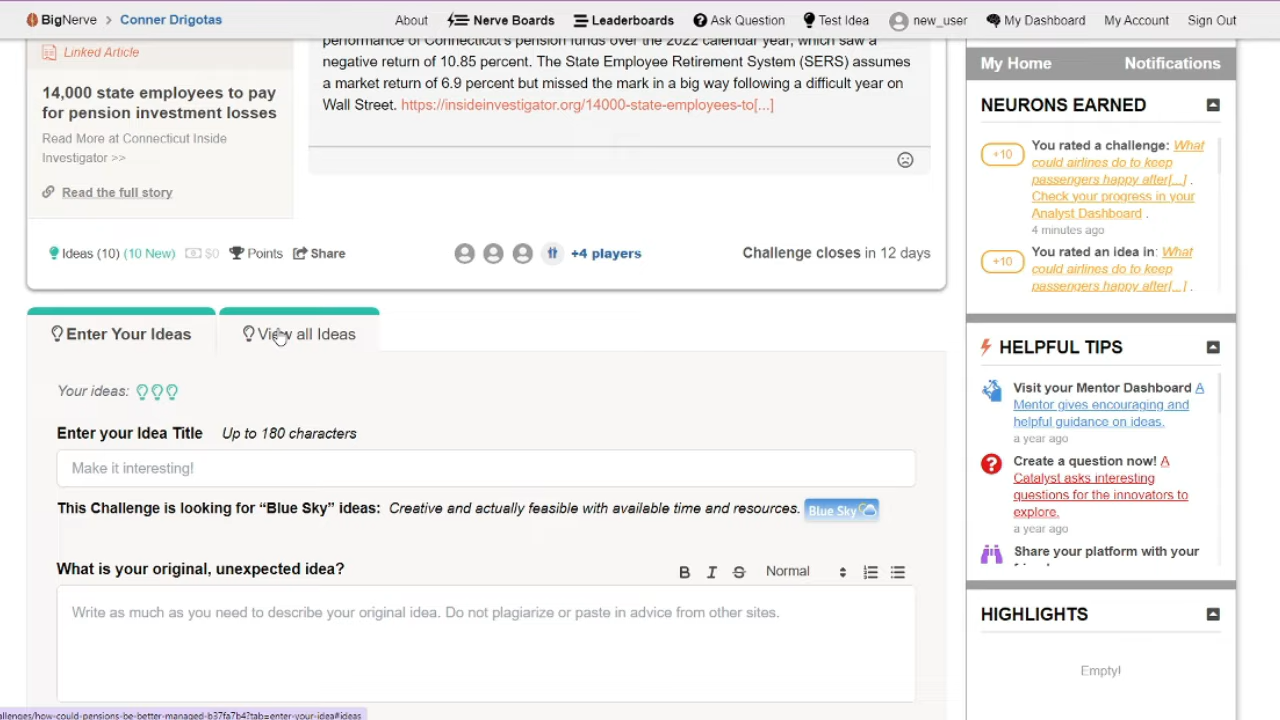 BigNerve > Conner Drigotas
About Nerve Boards Leaderboards Ask Question Test Idea new_user My Dashboard My Account Sign Out
Linked Article
14,000 state employees to pay
for pension investment losses
Read More at Connecticut Inside
Investigator >>
Read the full story
performance of Connecticut's pension funds over the 2022 calendar year, which saw a
negative return of 10.85 percent. The State Employee Retirement System (SERS) assumes
a market return of 6.9 percent but missed the mark in a big way following a difficult year on
Wall Street. https://insideinvestigator.org/14000-state-employees-to[...]
Ideas (10) (10 New) $0 Points Share
+4 players
Challenge closes in 12 days
Enter Your Ideas
View all Ideas
Your ideas:
Enter your Idea Title Up to 180 characters
Make it interesting!
This Challenge is looking for “Blue Sky” ideas: Creative and actually feasible with available time and resources. Blue Sky
What is your original, unexpected idea?
B I S Normal
Write as much as you need to describe your original idea. Do not plagiarize or paste in advice from other sites.
allenges/how-could-pensions-be-better-managed-b37fa7b4?tab=enter-your-idea#ideas
My Home Notifications
NEURONS EARNED
+10
You rated a challenge: What
could airlines do to keep
passengers happy after[...] .
Check your progress in your
Analyst Dashboard .
4 minutes ago
+10
You rated an idea in: What
could airlines do to keep
passengers happy after[...] .
HELPFUL TIPS
Visit your Mentor Dashboard A
Mentor gives encouraging and
helpful guidance on ideas.
a year ago
Create a question now! A
Catalyst asks interesting
questions for the innovators to
explore.
a year ago
Share your platform with your
HIGHLIGHTS
Empty!